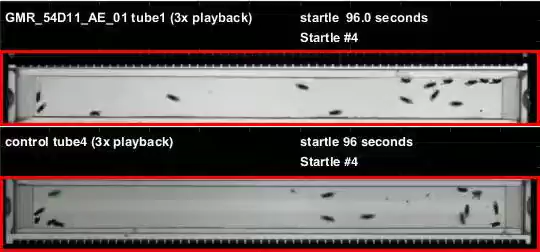 GMR_54D11_AE_01 tube1 (3x playback)
startle 96.0 seconds
Startle #4
control tube4 (3x playback)
startle 96 seconds
Startle #4